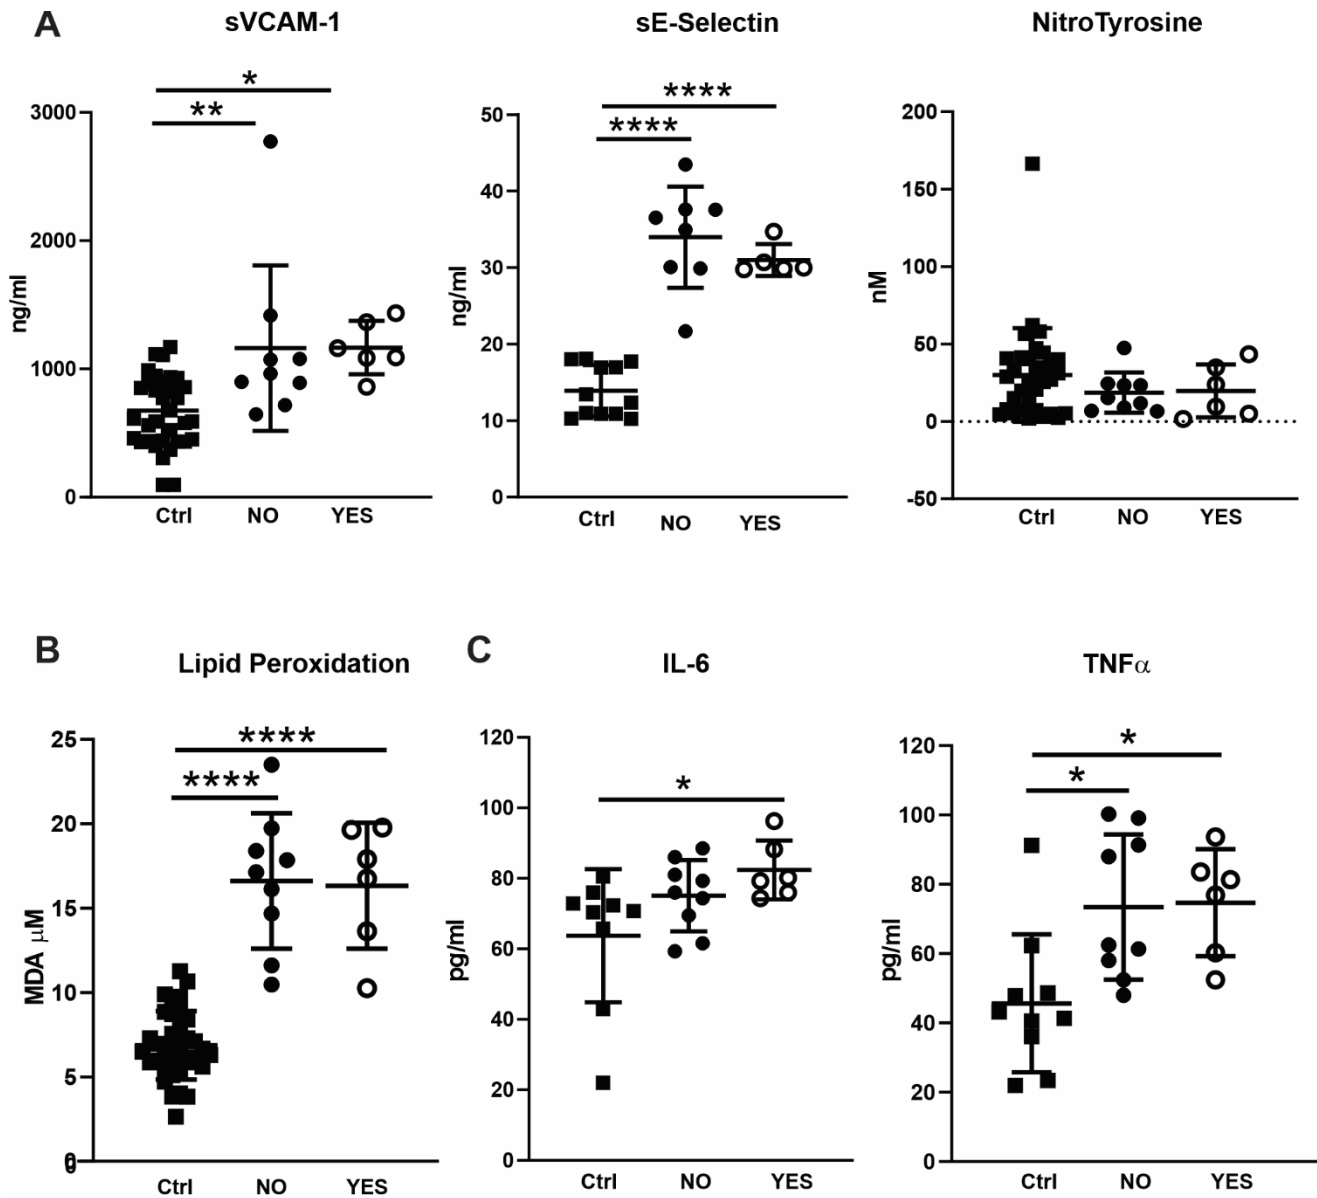 A
sVCAM-1
sE-Selectin
NitroTyrosine
*
**
3000
2000
1000
0
ng/ml
Ctrl
NO
YES
****
****
50
40
30
20
10
0
ng/ml
Ctrl
NO
YES
200
150
100
50
0
-50
nM
Ctrl
NO
YES
B
Lipid Peroxidation
****
****
25
20
15
10
5
0
MDA μM
Ctrl
NO
YES
C
IL-6
*
120
100
80
60
40
20
0
pg/ml
Ctrl
NO
YES
TNFα
*
*
120
100
80
60
40
20
0
pg/ml
Ctrl
NO
YES